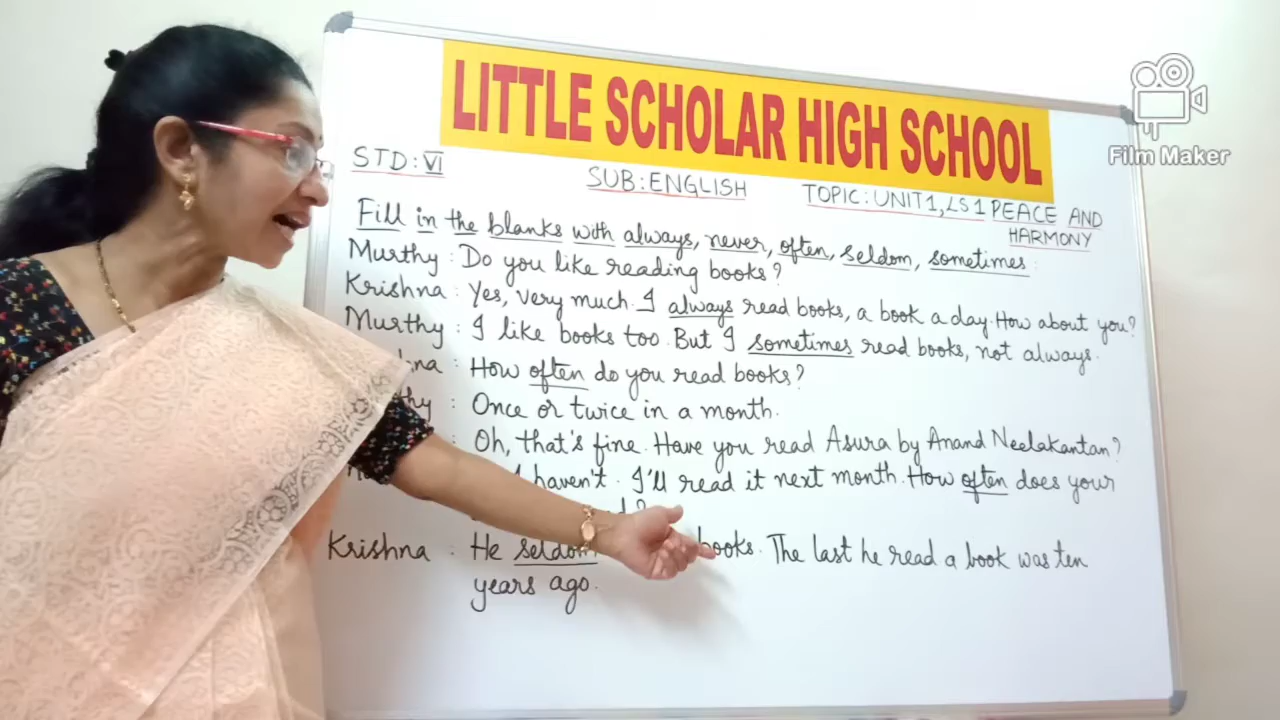 LITTLE SCHOLAR HIGH SCHOOL
Film Maker
STD: VI
SUB: ENGLISH
TOPIC: UNIT 1, LS 1 PEACE AND
HARMONY
Fill in the blanks with always, never, often, seldom, sometimes:
Murthy : Do you like reading books?
Krishna : Yes, very much. I always read books, a book a day. How about you?
Murthy : I like books too. But I sometimes read books, not always.
: How often do you read books?
: Once or twice in a month.
: Oh, that's fine. Have you read Asura by Anand Neelakantan?
I haven't. I'll read it next month. How often does your
Krishna : He seldom books. The last he read a book was ten
years ago.